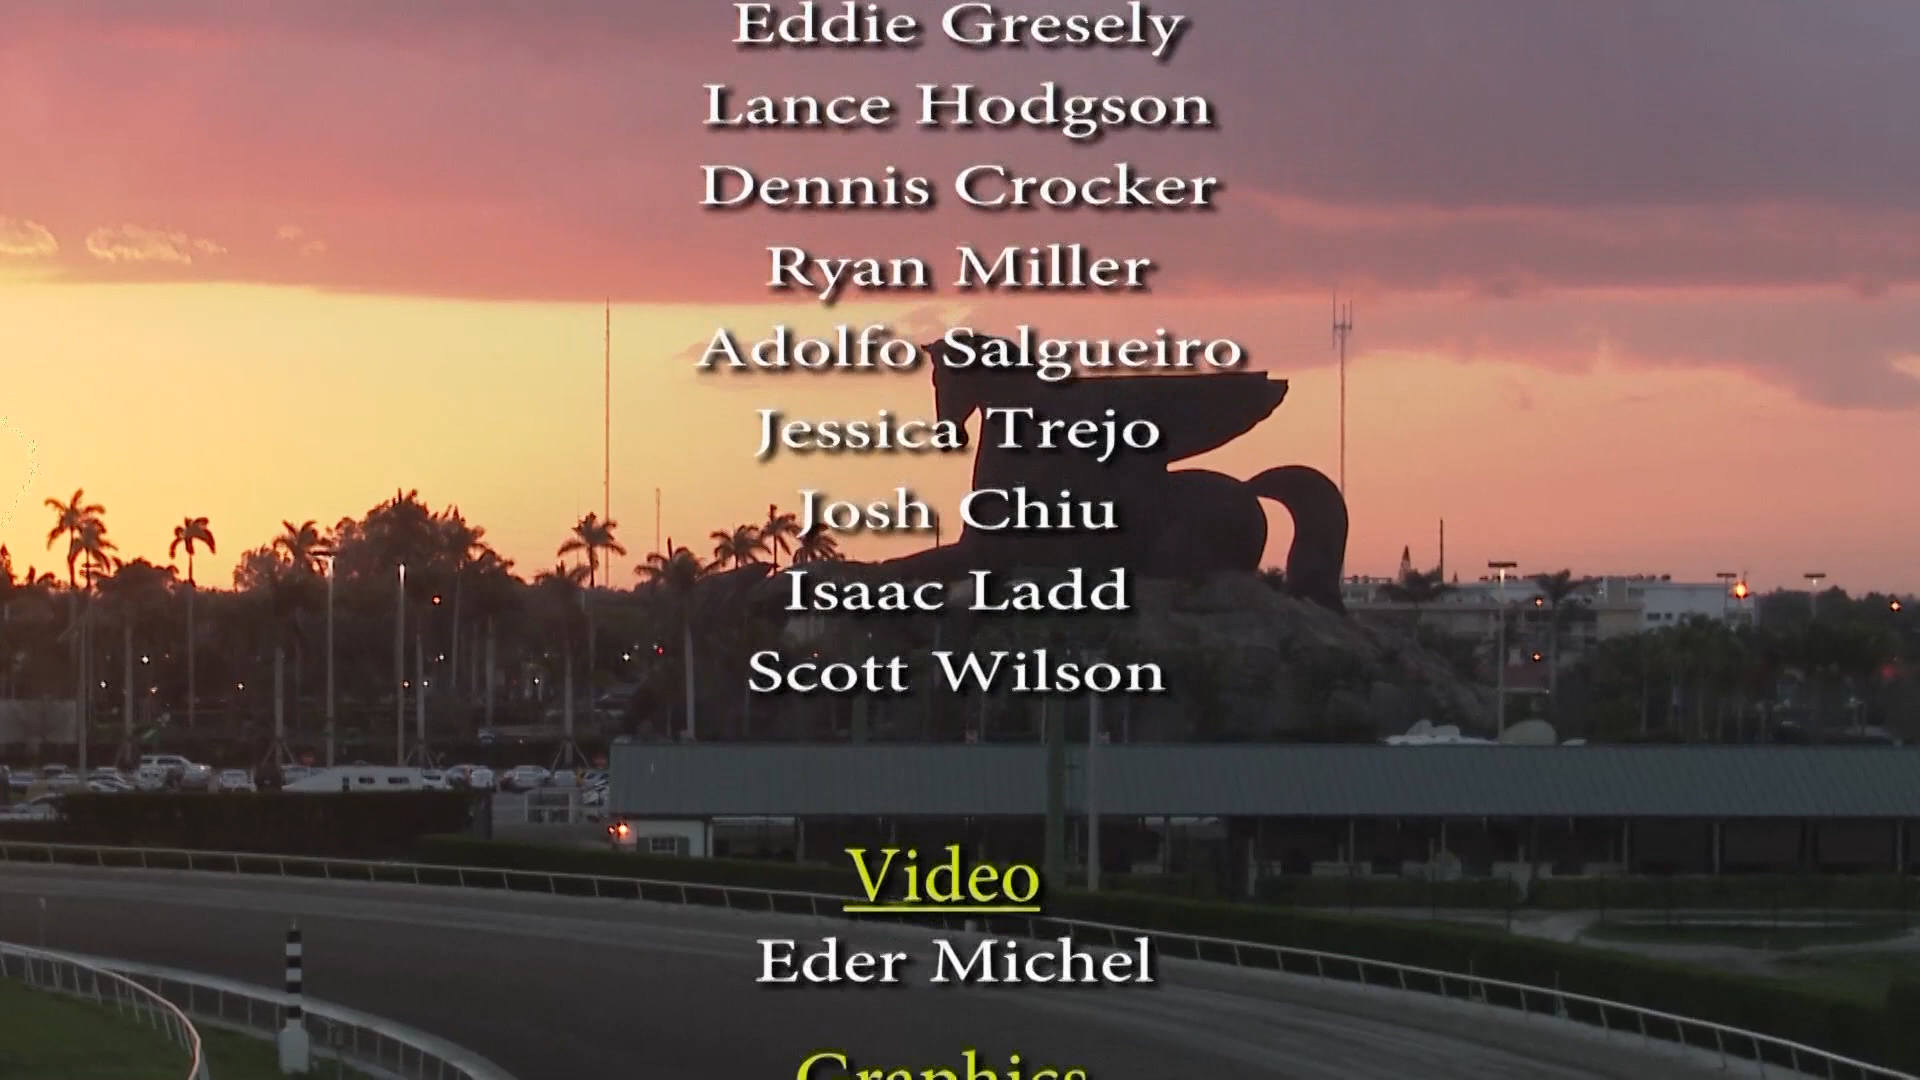 Eddie Gresely
Lance Hodgson
Dennis Crocker
Ryan Miller
Adolfo Salgueiro
Jessica Trejo
Josh Chiu
Isaac Ladd
Scott Wilson
Video
Eder Michel
Graphics